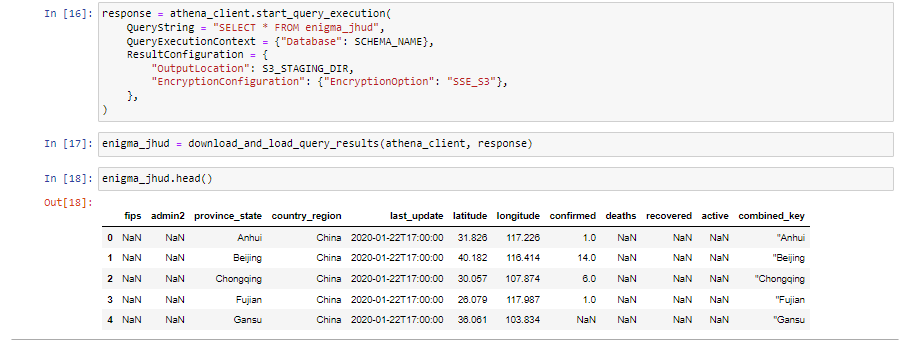 In [16]: response = athena_client.start_query_execution(
    QueryString = "SELECT * FROM enigma_jhud",
    QueryExecutionContext = {"Database": SCHEMA_NAME},
    ResultConfiguration = {
        "OutputLocation": S3_STAGING_DIR,
        "EncryptionConfiguration": {"EncryptionOption": "SSE_S3"},
    },
)
In [17]: enigma_jhud = download_and_load_query_results(athena_client, response)
In [18]: enigma_jhud.head()
Out[18]:
fips admin2 province_state country_region last_update latitude longitude confirmed deaths recovered active combined_key
0 NaN NaN Anhui China 2020-01-22T17:00:00 31.826 117.226 1.0 NaN NaN NaN "Anhui
1 NaN NaN Beijing China 2020-01-22T17:00:00 40.182 116.414 14.0 NaN NaN NaN "Beijing
2 NaN NaN Chongqing China 2020-01-22T17:00:00 30.057 107.874 6.0 NaN NaN NaN "Chongqing
3 NaN NaN Fujian China 2020-01-22T17:00:00 26.079 117.987 1.0 NaN NaN NaN "Fujian
4 NaN NaN Gansu China 2020-01-22T17:00:00 36.061 103.834 NaN NaN NaN NaN "Gansu